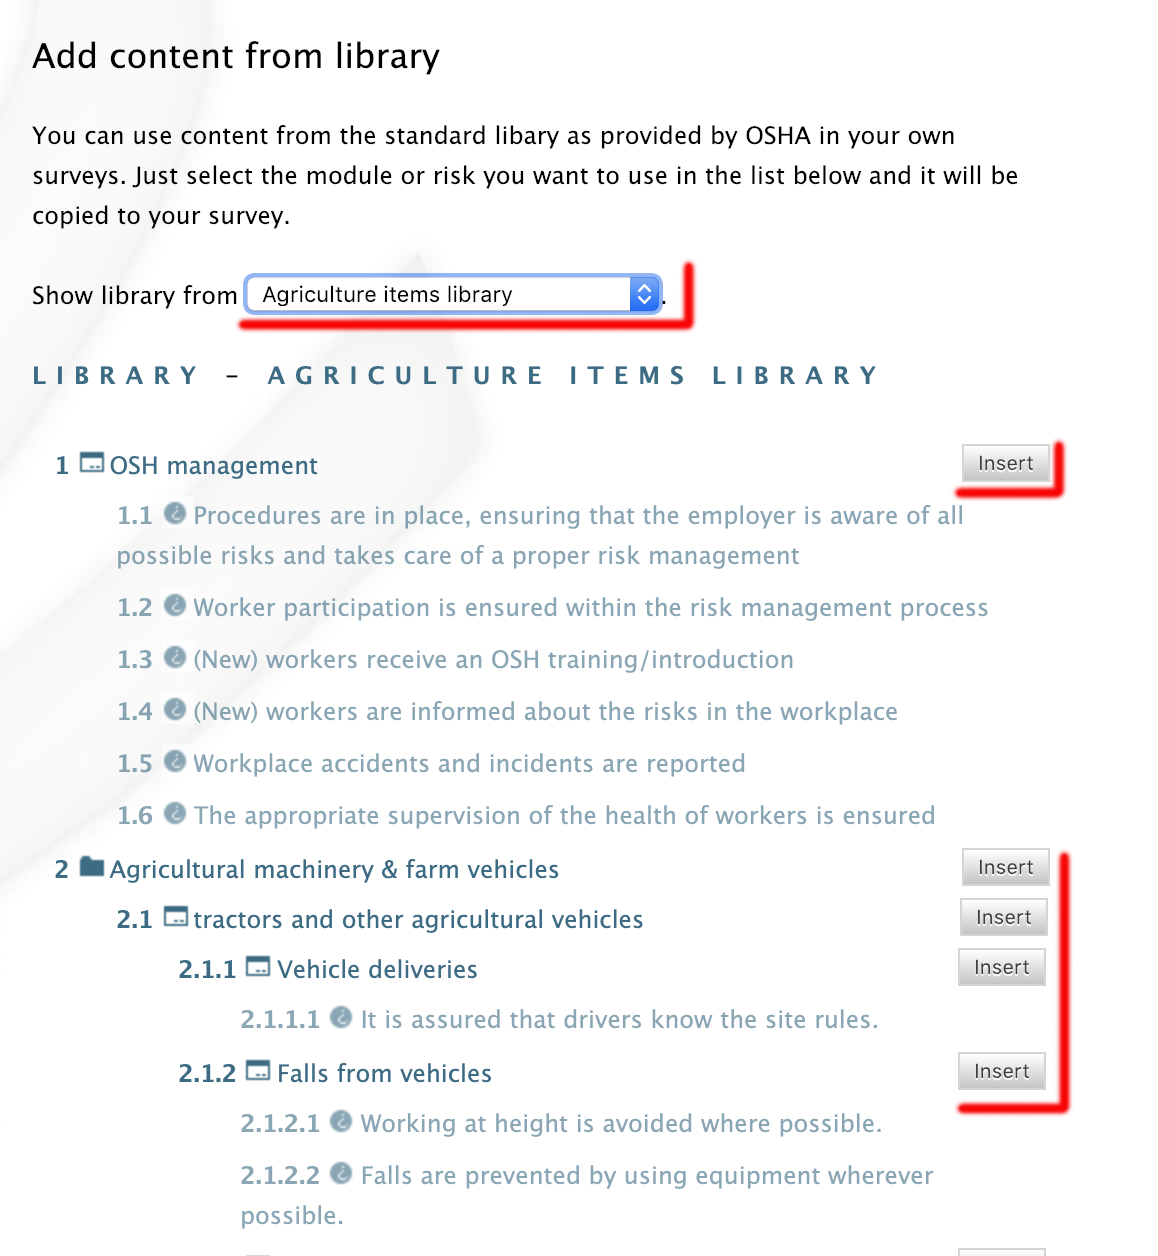 Add content from library
You can use content from the standard libary as provided by OSHA in your own
surveys. Just select the module or risk you want to use in the list below and it will be
copied to your survey.
Show library from Agriculture items library .
LIBRARY – AGRICULTURE ITEMS LIBRARY
1 OSH management Insert
1.1 Procedures are in place, ensuring that the employer is aware of all
possible risks and takes care of a proper risk management
1.2 Worker participation is ensured within the risk management process
1.3 (New) workers receive an OSH training/introduction
1.4 (New) workers are informed about the risks in the workplace
1.5 Workplace accidents and incidents are reported
1.6 The appropriate supervision of the health of workers is ensured
2 Agricultural machinery & farm vehicles Insert
2.1 tractors and other agricultural vehicles Insert
2.1.1 Vehicle deliveries Insert
2.1.1.1 It is assured that drivers know the site rules.
2.1.2 Falls from vehicles Insert
2.1.2.1 Working at height is avoided where possible.
2.1.2.2 Falls are prevented by using equipment wherever
possible.